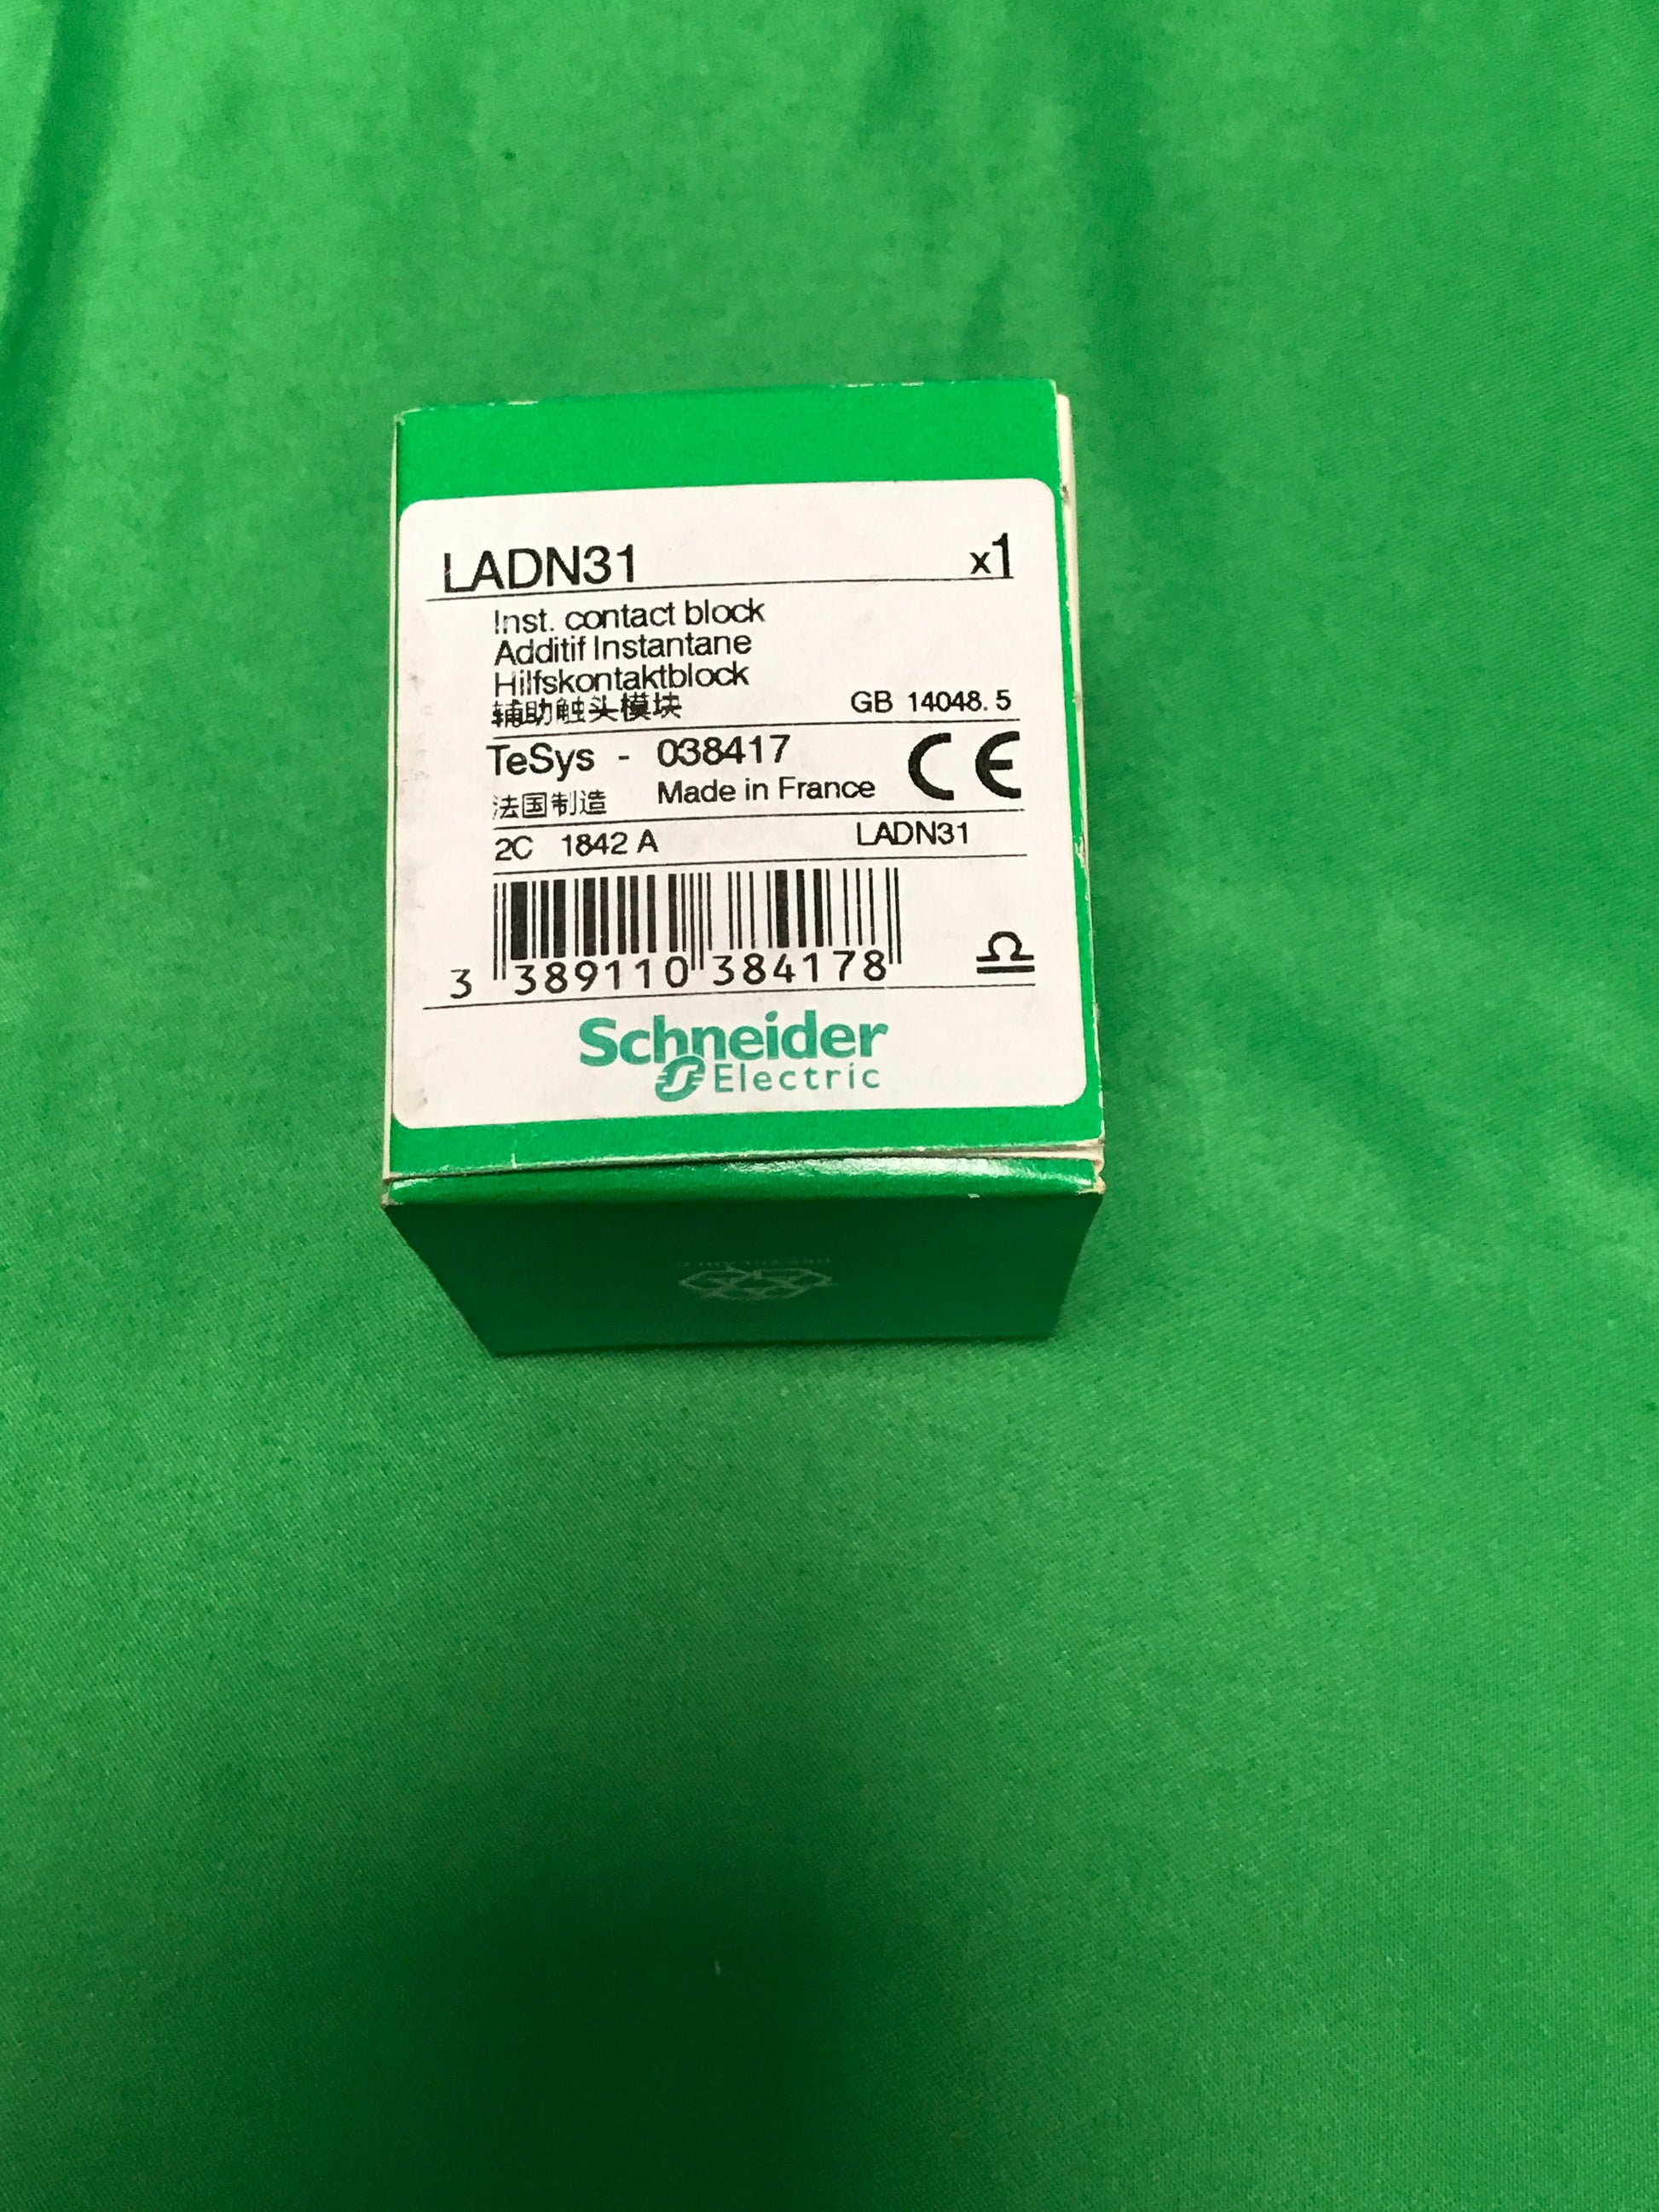 LADN31 x1
Inst. contact block
Additif Instantane
Hilfskontaktblock
辅助触头模块 GB 14048.5
TeSys - 038417 CE
法国制造 Made in France
2C 1842 A LADN31
3 389110 384178
Schneider
Electric